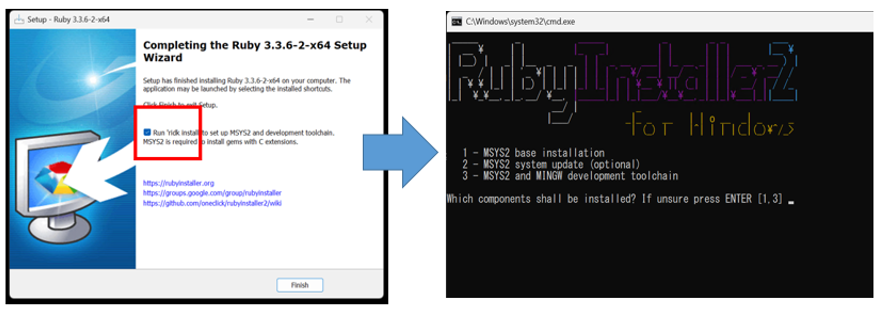 Setup - Ruby 3.3.6-2-x64
Completing the Ruby 3.3.6-2-x64 Setup
Wizard
Setup has finished installing Ruby 3.3.6-2-x64 on your computer. The
application may be launched by selecting the installed shortcuts.
Click Finish to exit Setup.
Run 'ridk install' to set up MSYS2 and development toolchain.
MSYS2 is required to install gems with C extensions.
https://rubyinstaller.org
https://groups.google.com/group/rubyinstaller
https://github.com/oneclick/rubyinstaller2/wiki
Finish
C:\Windows\system32\cmd.exe
RubyInstaller2
for Windows
1 - MSYS2 base installation
2 - MSYS2 system update (optional)
3 - MSYS2 and MINGW development toolchain
Which components shall be installed? If unsure press ENTER [1,3] _